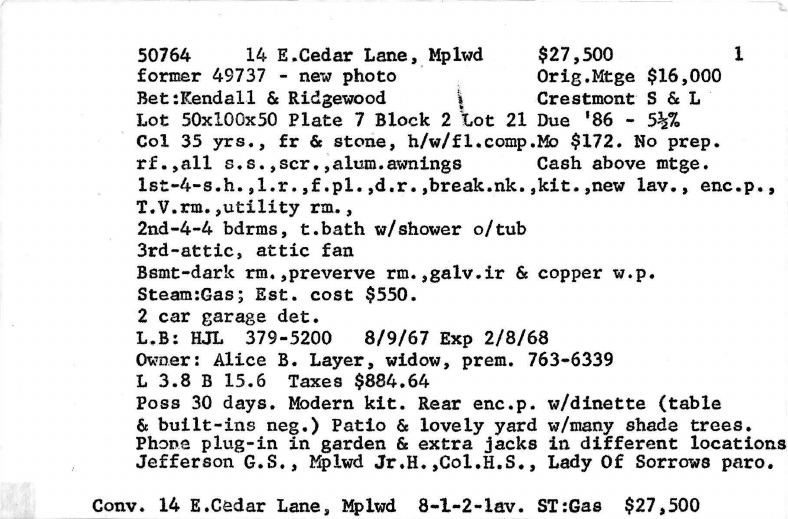 50764 14 E.Cedar Lane, Mplwd $27,500 1
former 49737 - new photo Orig.Mtge $16,000
Bet:Kendall & Ridgewood Crestmont S & L
Lot 50x100x50 Plate 7 Block 2 Lot 21 Due '86 - 5½%
Col 35 yrs., fr & stone, h/w/fl.comp.Mo $172. No prep.
rf.,all s.s.,scr.,alum.awnings Cash above mtge.
1st-4-s.h.,l.r.,f.pl.,d.r.,break.nk.,kit.,new lav., enc.p.,
T.V.rm.,utility rm.,
2nd-4-4 bdrms, t.bath w/shower o/tub
3rd-attic, attic fan
Bsmt-dark rm.,preverve rm.,galv.ir & copper w.p.
Steam:Gas; Est. cost $550.
2 car garage det.
L.B: HJL 379-5200 8/9/67 Exp 2/8/68
Owner: Alice B. Layer, widow, prem. 763-6339
L 3.8 B 15.6 Taxes $884.64
Poss 30 days. Modern kit. Rear enc.p. w/dinette (table
& built-ins neg.) Patio & lovely yard w/many shade trees.
Phone plug-in in garden & extra jacks in different locations
Jefferson G.S., Mplwd Jr.H.,Col.H.S., Lady Of Sorrows paro.
Conv. 14 E.Cedar Lane, Mplwd 8-1-2-lav. ST:Gas $27,500